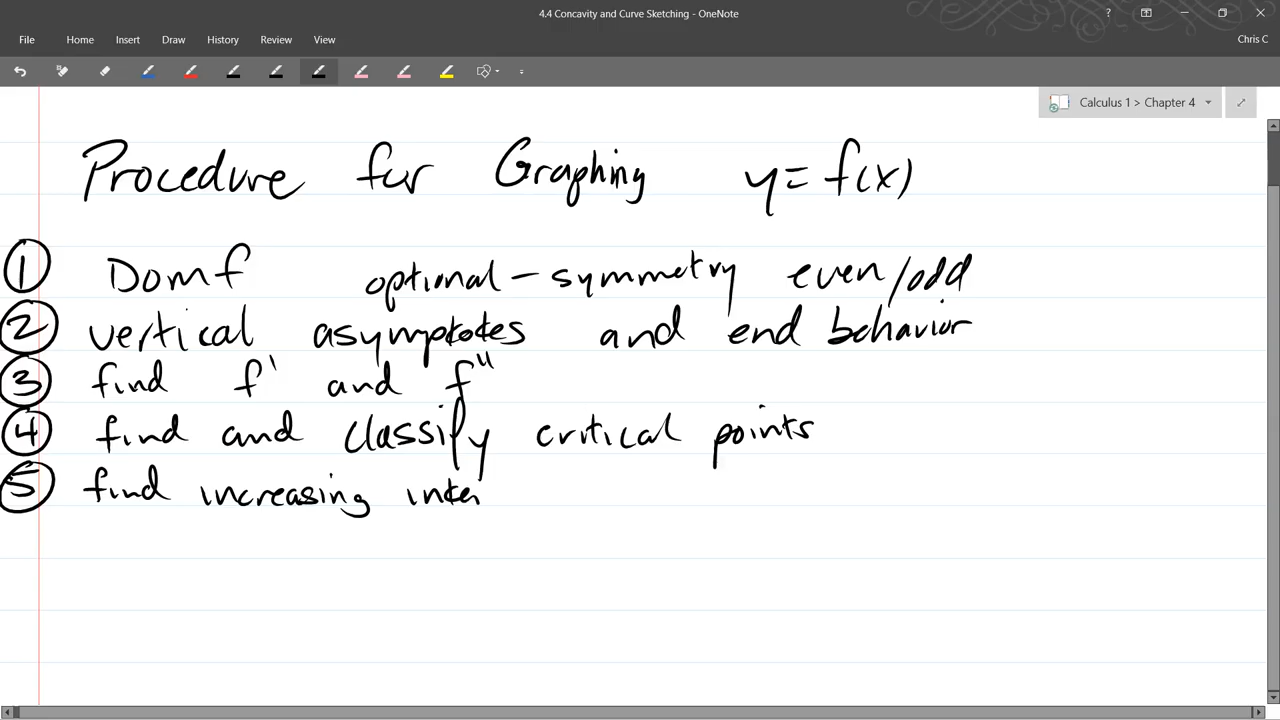 4.4 Concavity and Curve Sketching - OneNote
?
File Home Insert Draw History Review View
Chris C
Calculus 1 > Chapter 4
Procedure for Graphing y = f(x)
① Dom f optional - symmetry even/odd
② vertical asymptotes and end behavior
③ find f' and f"
④ find and classify critical points
⑤ find increasing inter